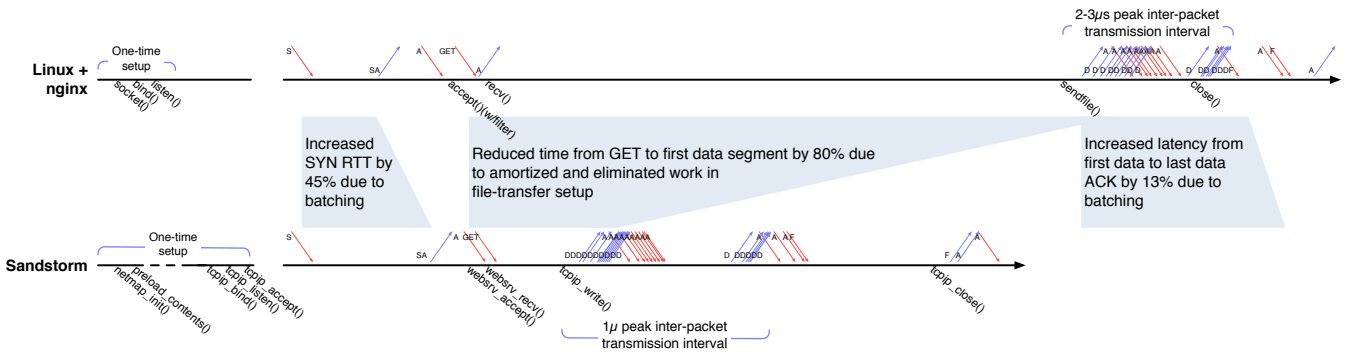 2-3µs peak inter-packet
transmission interval
One-time
setup
S
SA
A
GET
A
A A AAAAAA
D D D DD DD D
A
D DD DDDF
A F
A
Linux +
nginx
socket()
bind()
listen()
accept()(w/filter)
recv()
sendfile()
close()
Increased
SYN RTT by
45% due to
batching
Reduced time from GET to first data segment by 80% due
to amortized and eliminated work in
file-transfer setup
Increased latency from
first data to last data
ACK by 13% due to
batching
One-time
setup
S
SA
A GET
A AAAAAAAA
DDDDDDDDDD
A A A F
D DDDDD
A
F A
Sandstorm
netmap_init()
preload_contents()
tcpip_bind()
tcpip_listen()
tcpip_accept()
websrv_accept()
websrv_recv()
tcpip_write()
tcpip_close()
1µ peak inter-packet
transmission interval